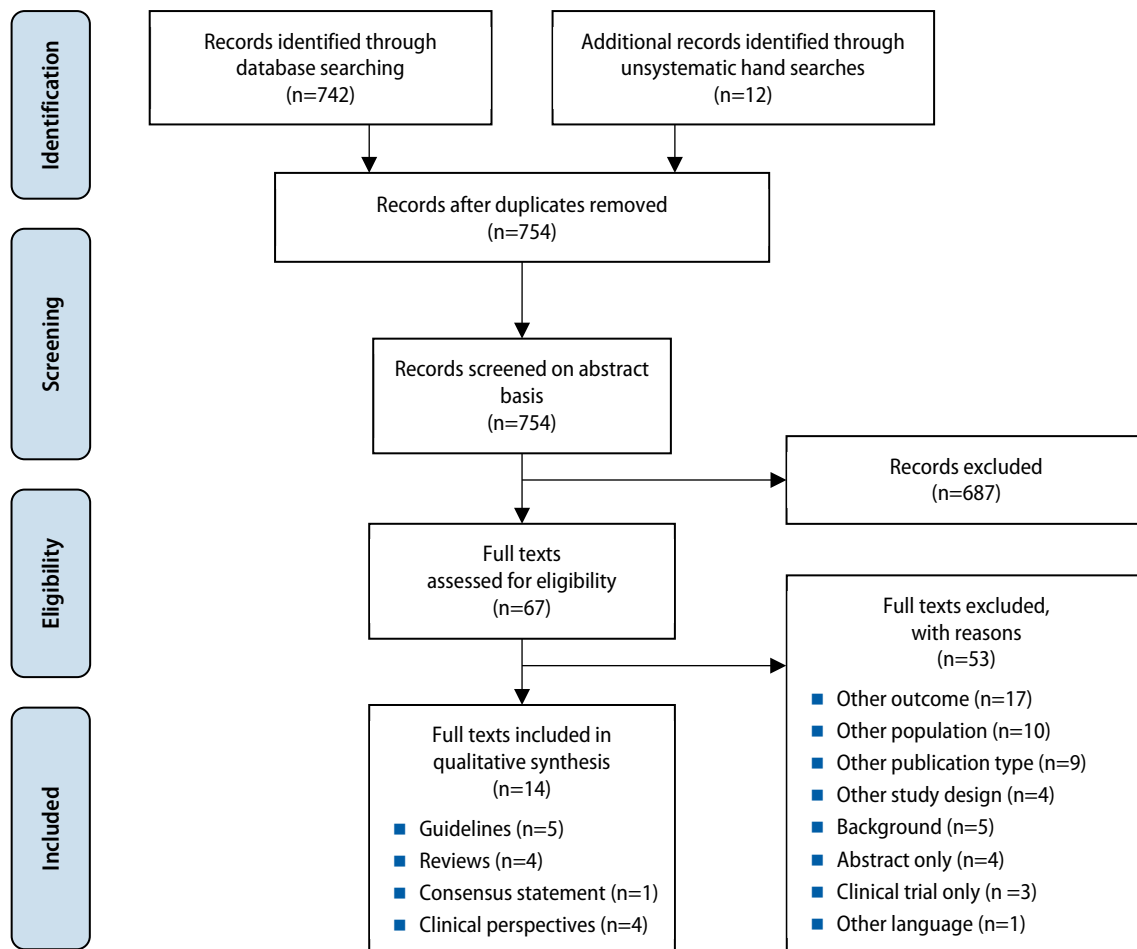 Identification
Records identified through
database searching
(n=742)
Additional records identified through
unsystematic hand searches
(n=12)
Records after duplicates removed
(n=754)
Screening
Records screened on abstract
basis
(n=754)
Records excluded
(n=687)
Eligibility
Full texts
assessed for eligibility
(n=67)
Full texts excluded,
with reasons
(n=53)
Other outcome (n=17)
Other population (n=10)
Other publication type (n=9)
Other study design (n=4)
Background (n=5)
Abstract only (n=4)
Clinical trial only (n =3)
Other language (n=1)
Included
Full texts included in
qualitative synthesis
(n=14)
Guidelines (n=5)
Reviews (n=4)
Consensus statement (n=1)
Clinical perspectives (n=4)